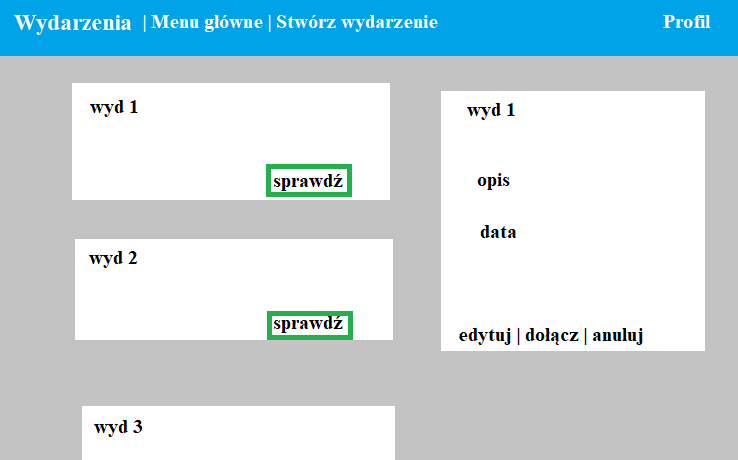 Wydarzenia | Menu główne | Stwórz wydarzenie Profil
wyd 1
sprawdź
wyd 2
sprawdź
wyd 3
wyd 1
opis
data
edytuj | dołącz | anuluj